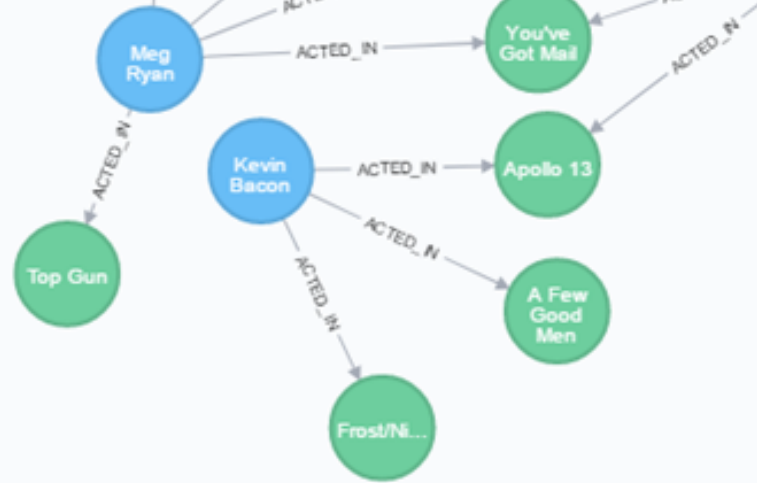 ACTED_IN
Meg
Ryan
ACTED_IN
You've
Got Mail
ACTED_IN
ACTED_IN
Kevin
Bacon
ACTED_IN
Apollo 13
ACTED_IN
Top Gun
ACTED_IN
A Few
Good
Men
Frost/Ni...